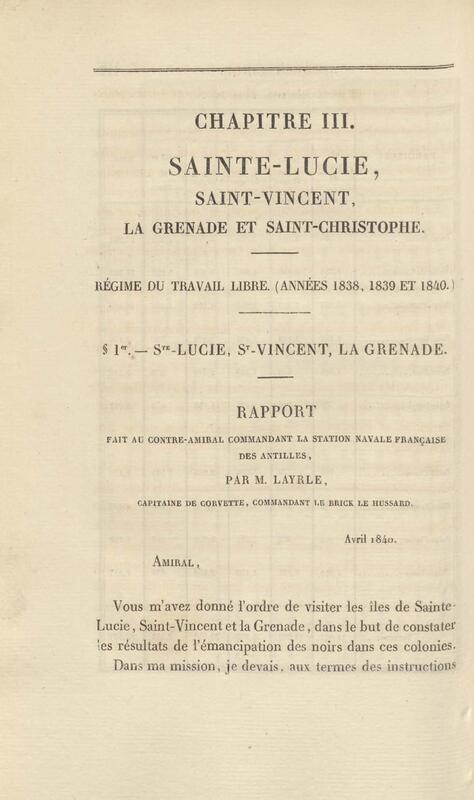 CHAPITRE III.
SAINTE-LUCIE,
SAINT-VINCENT,
LA GRENADE ET SAINT-CHRISTOPHE.
RÉGIME DU TRAVAIL LIBRE. (ANNÉES 1838, 1839 ET 1840.)
§ 1er. — STE-LUCIE, ST-VINCENT, LA GRENADE.
RAPPORT
FAIT AU CONTRE-AMIRAL COMMANDANT LA STATION NAVALE FRANÇAISE
DES ANTILLES,
PAR M. LAYRLE,
CAPITAINE DE CORVETTE, COMMANDANT LE BRICK LE HUSSARD.
Avril 1840.
AMIRAL,
Vous m'avez donné l'ordre de visiter les îles de Sainte-
Lucie, Saint-Vincent et la Grenade, dans le but de constater
les résultats de l'émancipation des noirs dans ces colonies.
Dans ma mission, je devais, aux termes des instructions